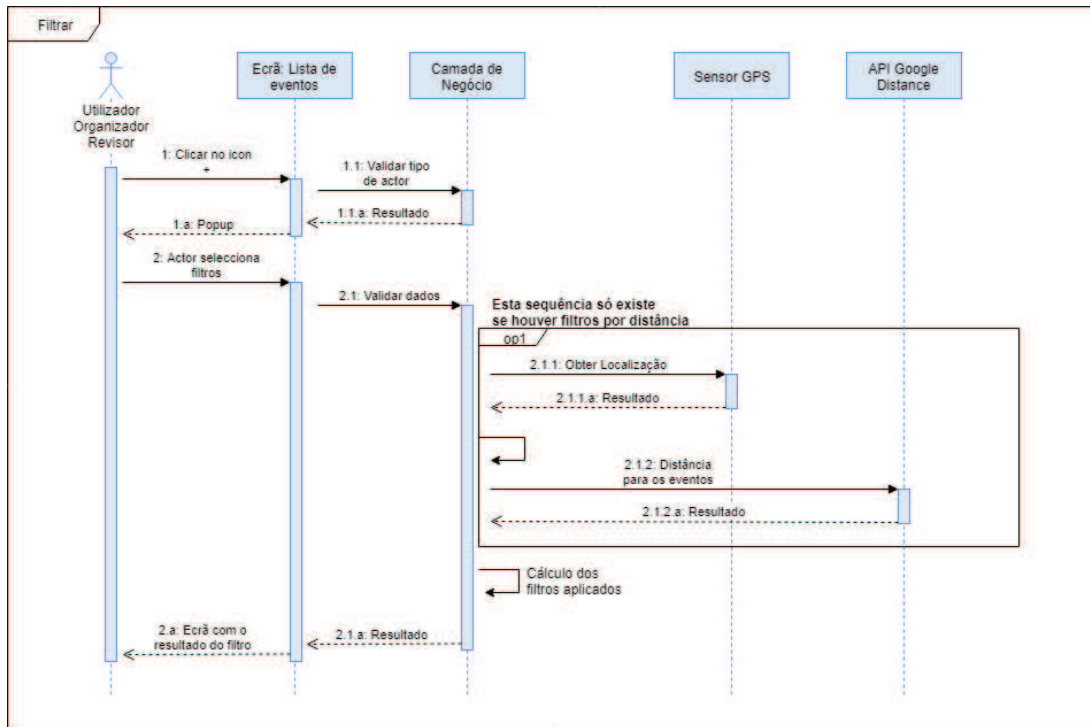 Filtrar
Ecrã: Lista de
eventos
Camada de
Negócio
Sensor GPS
API Google
Distance
Utilizador
Organizador
Revisor
1: Clicar no icon
+
1.1: Validar tipo
de actor
1.1.a: Resultado
1.a: Popup
2: Actor selecciona
filtros
2.1: Validar dados
Esta sequência só existe
se houver filtros por distância
op1
2.1.1: Obter Localização
2.1.1.a: Resultado
2.1.2: Distância
para os eventos
2.1.2.a: Resultado
Cálculo dos
filtros aplicados
2.1.a: Resultado
2.a: Ecrã com o
resultado do filtro